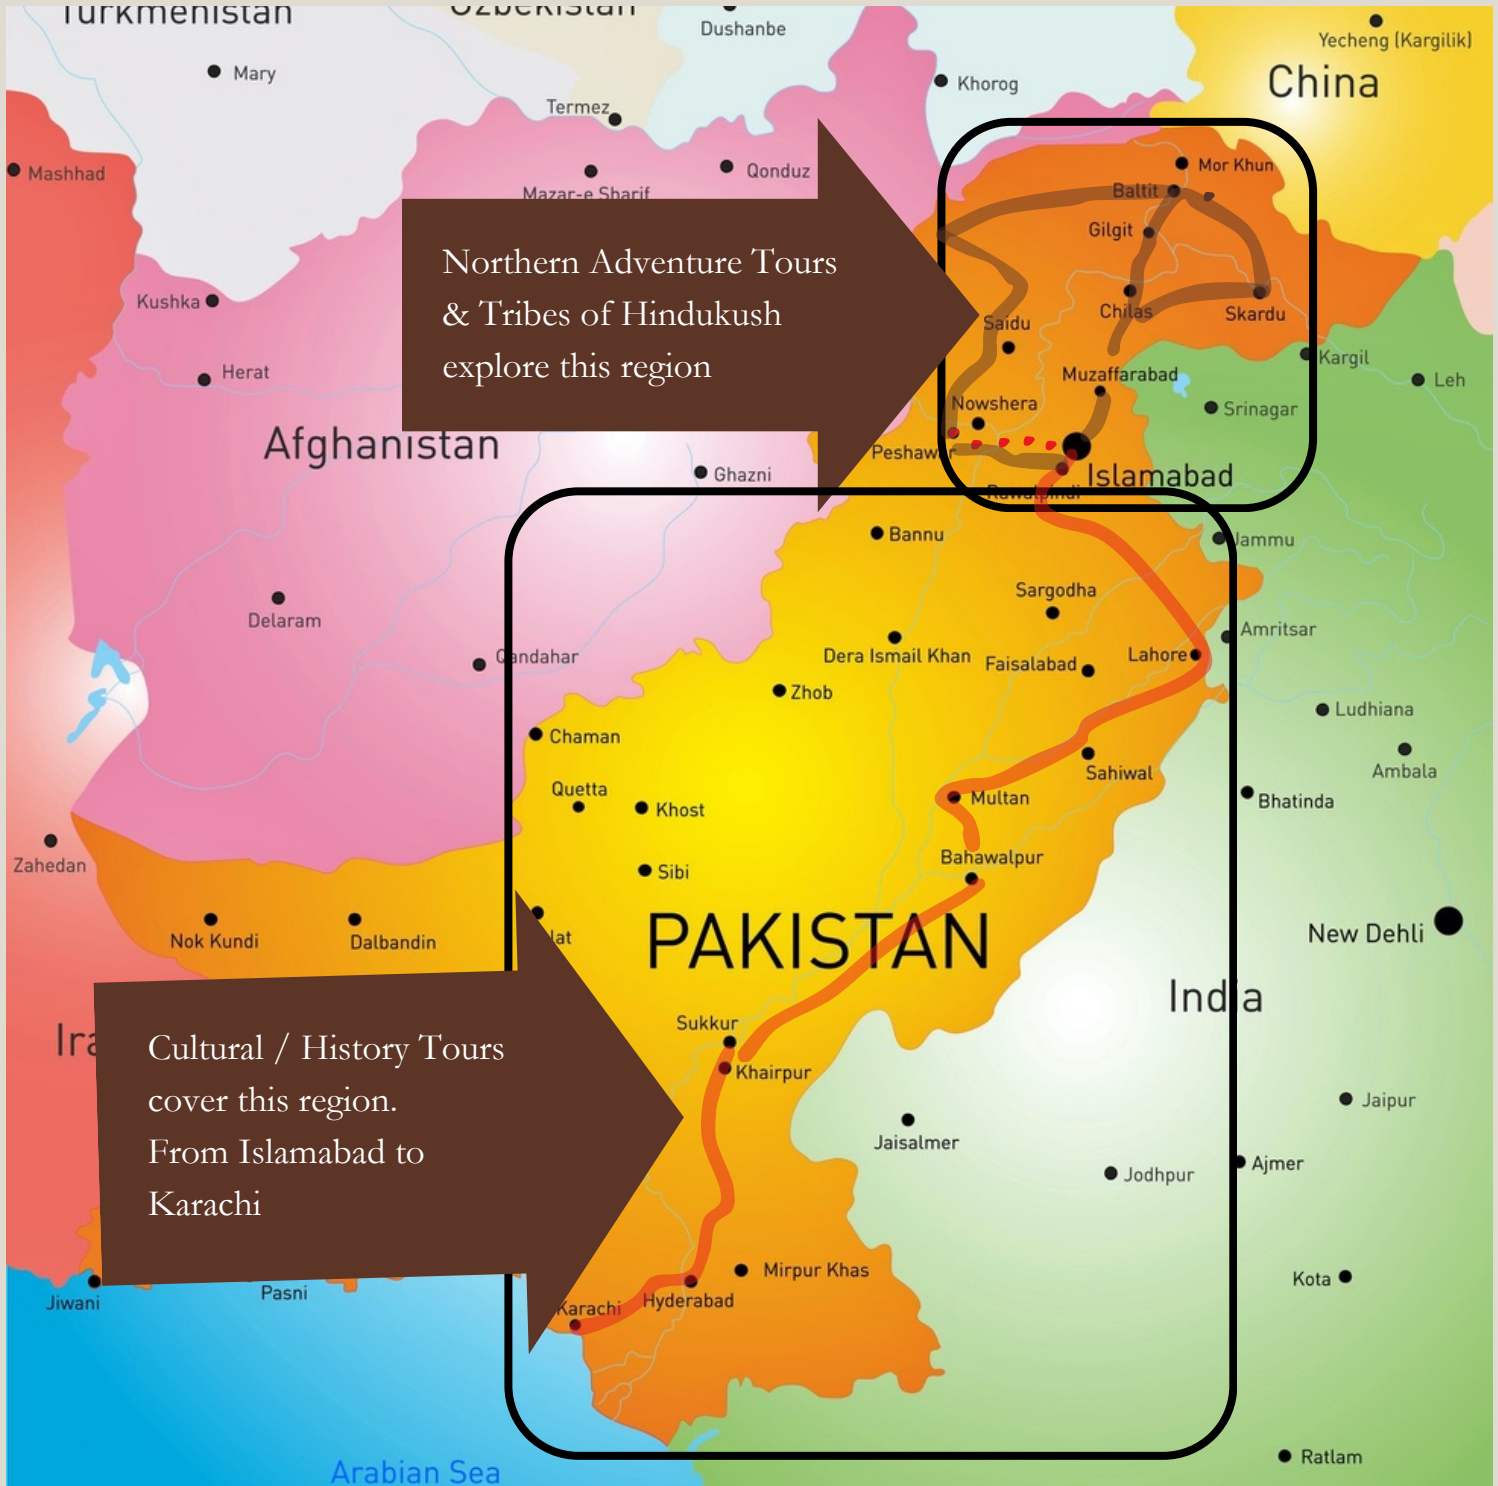 Turkmenistan
Uzbekistan
Dushanbe
Yecheng (Kargilik)
Mary
Khorog
China
Termez
Mashhad
Mazar-e Sharif
Qonduz
Mor Khun
Baltit
Gilgit
Northern Adventure Tours
& Tribes of Hindukush
explore this region
Kushka
Chilas
Skardu
Saidu
Herat
Kargil
Leh
Muzaffarabad
Nowshera
Srinagar
Afghanistan
Peshawar
Ghazni
Islamabad
Rawalpindi
Bannu
Jammu
Sargodha
Delaram
Amritsar
Qandahar
Dera Ismail Khan
Faisalabad
Lahore
Zhob
Ludhiana
Chaman
Ambala
Sahiwal
Quetta
Khost
Multan
Bhatinda
Zahedan
Sibi
Bahawalpur
Nok Kundi
Dalbandin
lat
PAKISTAN
New Dehli
India
Sukkur
Ira
Khairpur
Cultural / History Tours
cover this region.
From Islamabad to
Karachi
Jaipur
Jaisalmer
Jodhpur
Ajmer
Mirpur Khas
Kota
Jiwani
Pasni
Karachi
Hyderabad
Arabian Sea
Ratlam